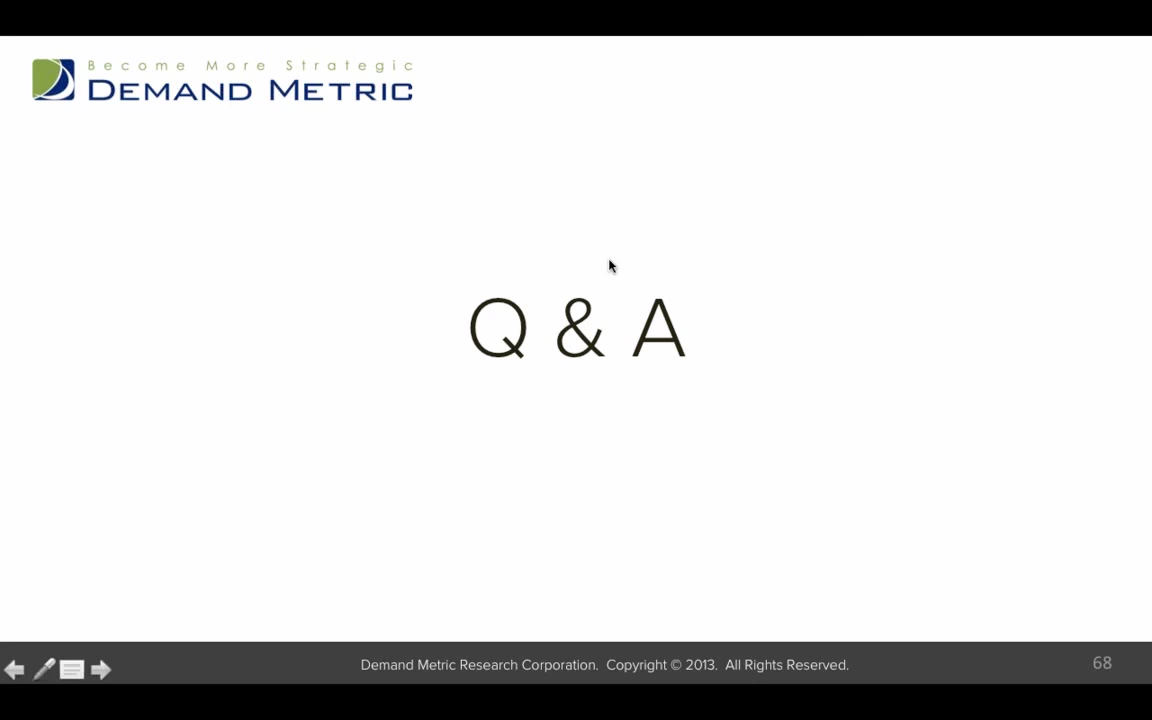 Become More Strategic
DEMAND METRIC
Q & A
Demand Metric Research Corporation. Copyright © 2013. All Rights Reserved.
68